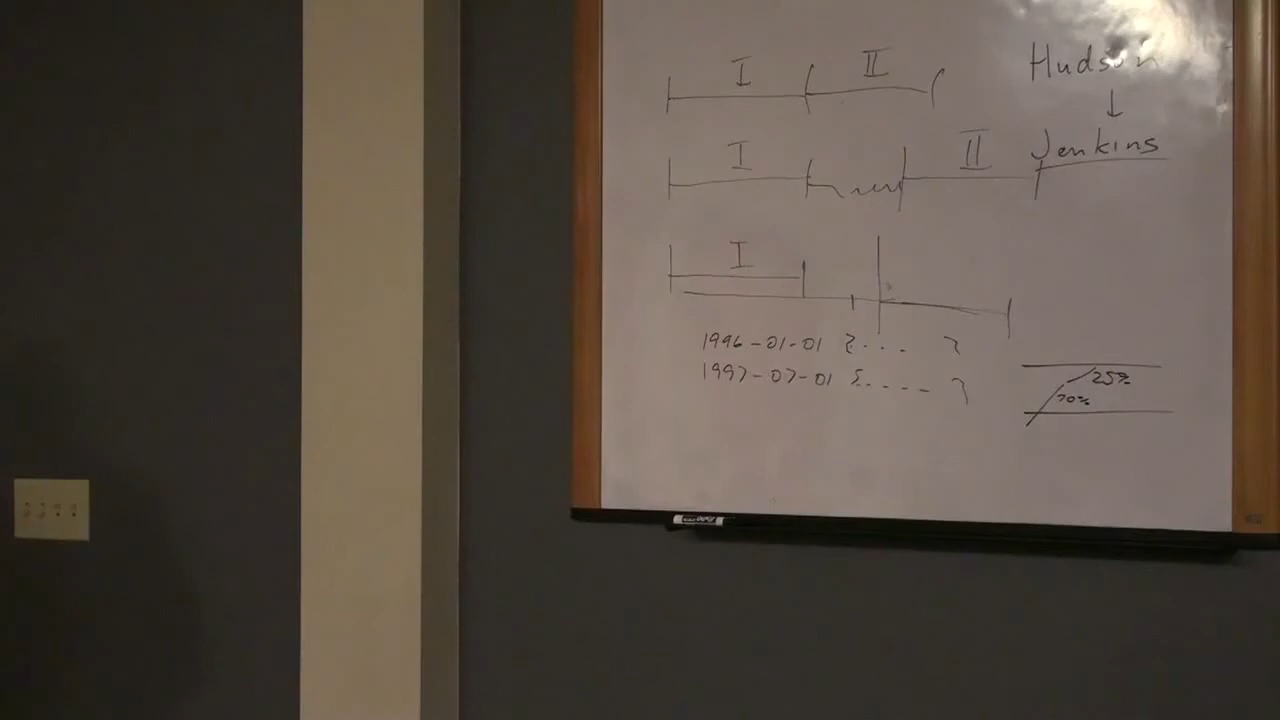 I II Hudson
↓
I II Jenkins
I
1996-01-01 {... }
1997-07-01 {..... }
25%
70%